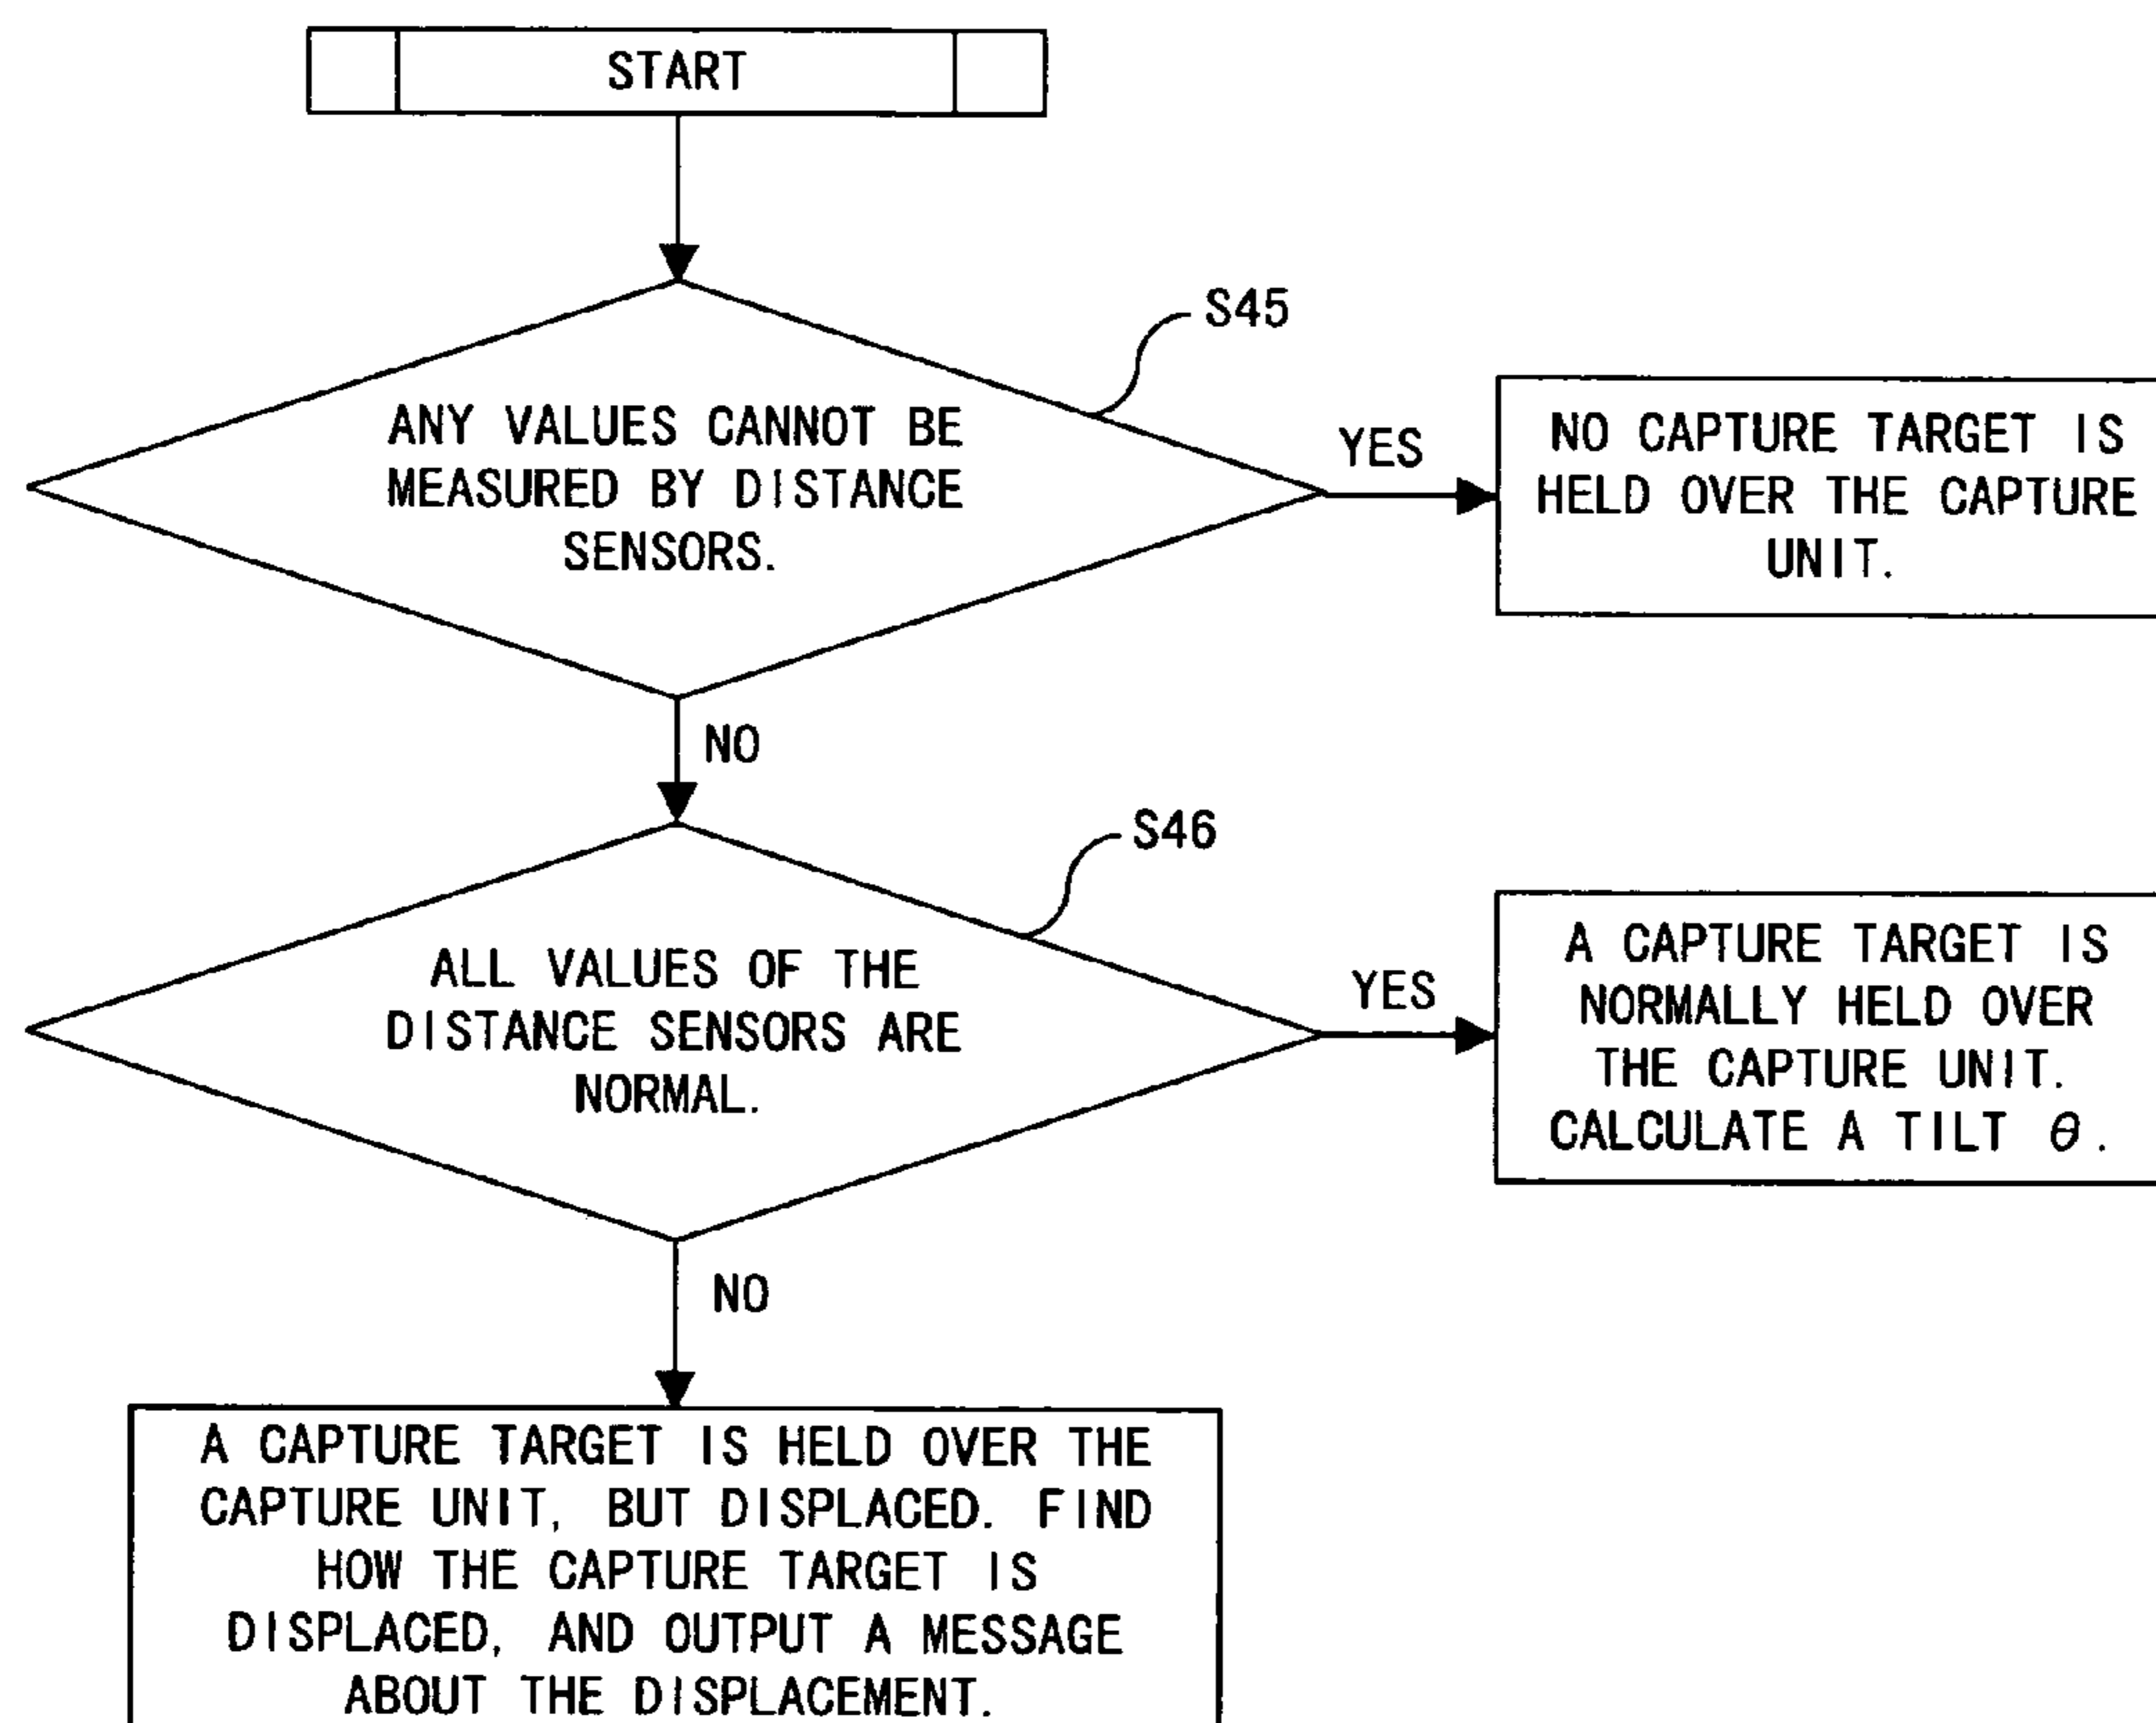 START
S45
ANY VALUES CANNOT BE
MEASURED BY DISTANCE
SENSORS.
YES
NO CAPTURE TARGET IS
HELD OVER THE CAPTURE
UNIT.
NO
S46
ALL VALUES OF THE
DISTANCE SENSORS ARE
NORMAL.
YES
A CAPTURE TARGET IS
NORMALLY HELD OVER
THE CAPTURE UNIT.
CALCULATE A TILT θ.
NO
A CAPTURE TARGET IS HELD OVER THE
CAPTURE UNIT, BUT DISPLACED. FIND
HOW THE CAPTURE TARGET IS
DISPLACED, AND OUTPUT A MESSAGE
ABOUT THE DISPLACEMENT.